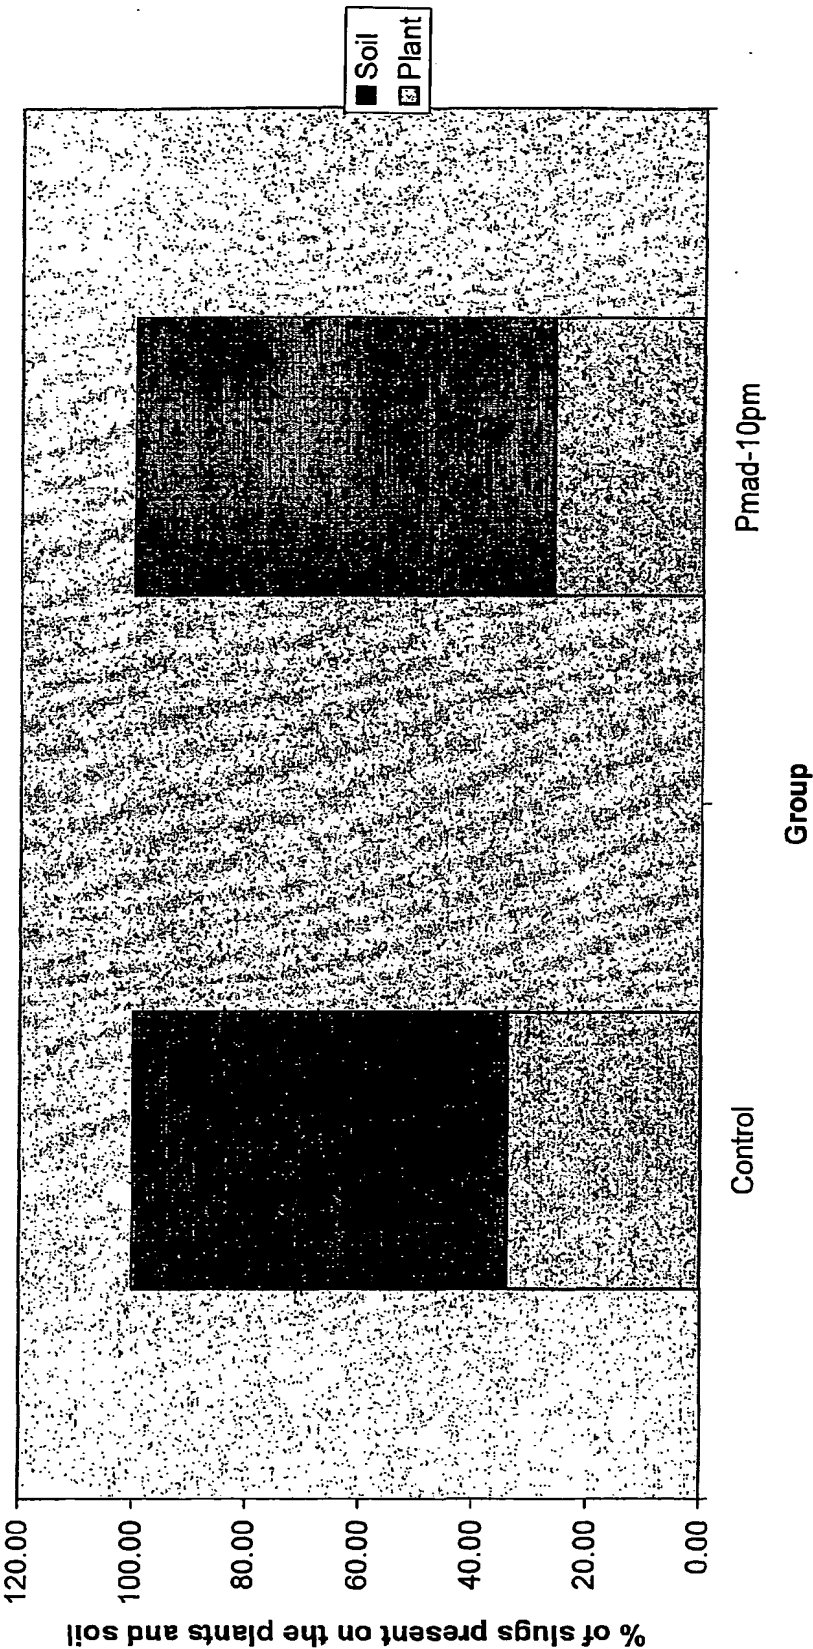 % of slugs present on the plants and soil
120.00
100.00
80.00
60.00
40.00
20.00
0.00
Control
Pmad-10pm
Group
Soil
Plant